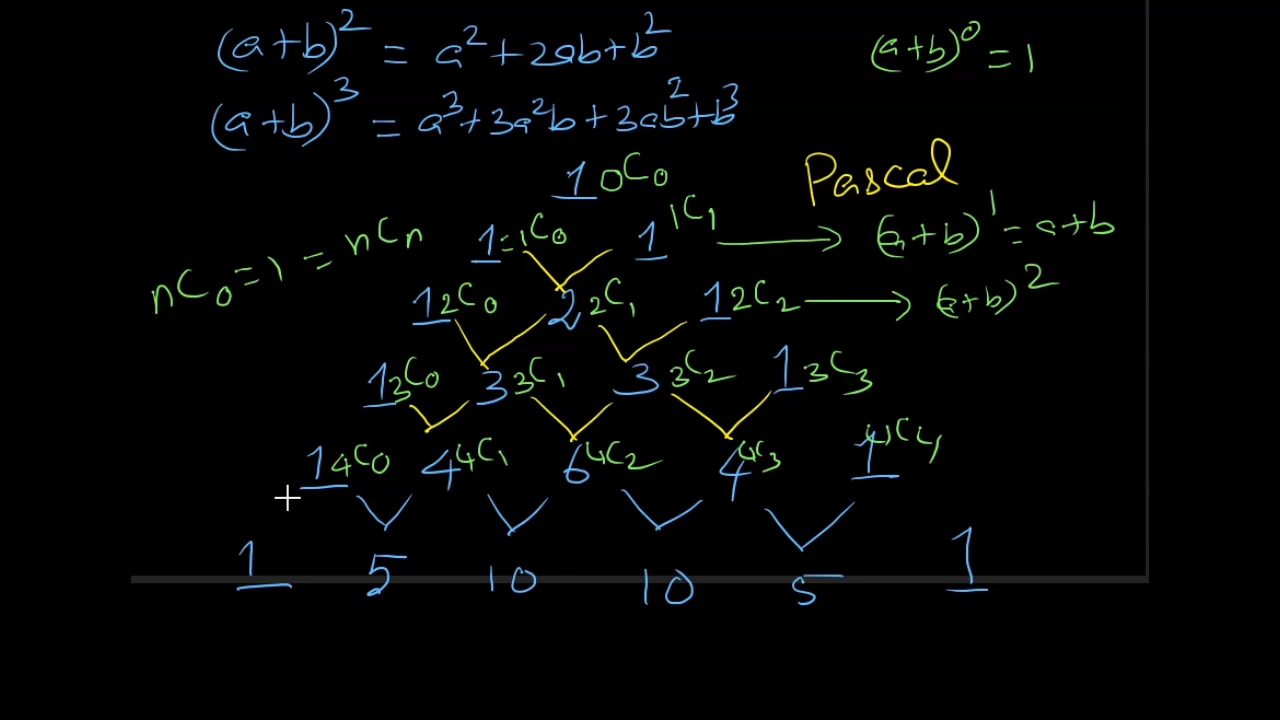 (a+b)² = a²+2ab+b²
(a+b)⁰ = 1
(a+b)³ = a³+3a²b+3ab²+b³
1 0C0
Pascal
nC0=1=nCn
1=1C0 1 1C1 → (a+b)¹=a+b
1 2C0 2 2C1 1 2C2 → (a+b)²
1 3C0 3 3C1 3 3C2 1 3C3
1 4C0 4 4C1 6 4C2 4 4C3 1 4C4
1 5 10 10 5 1